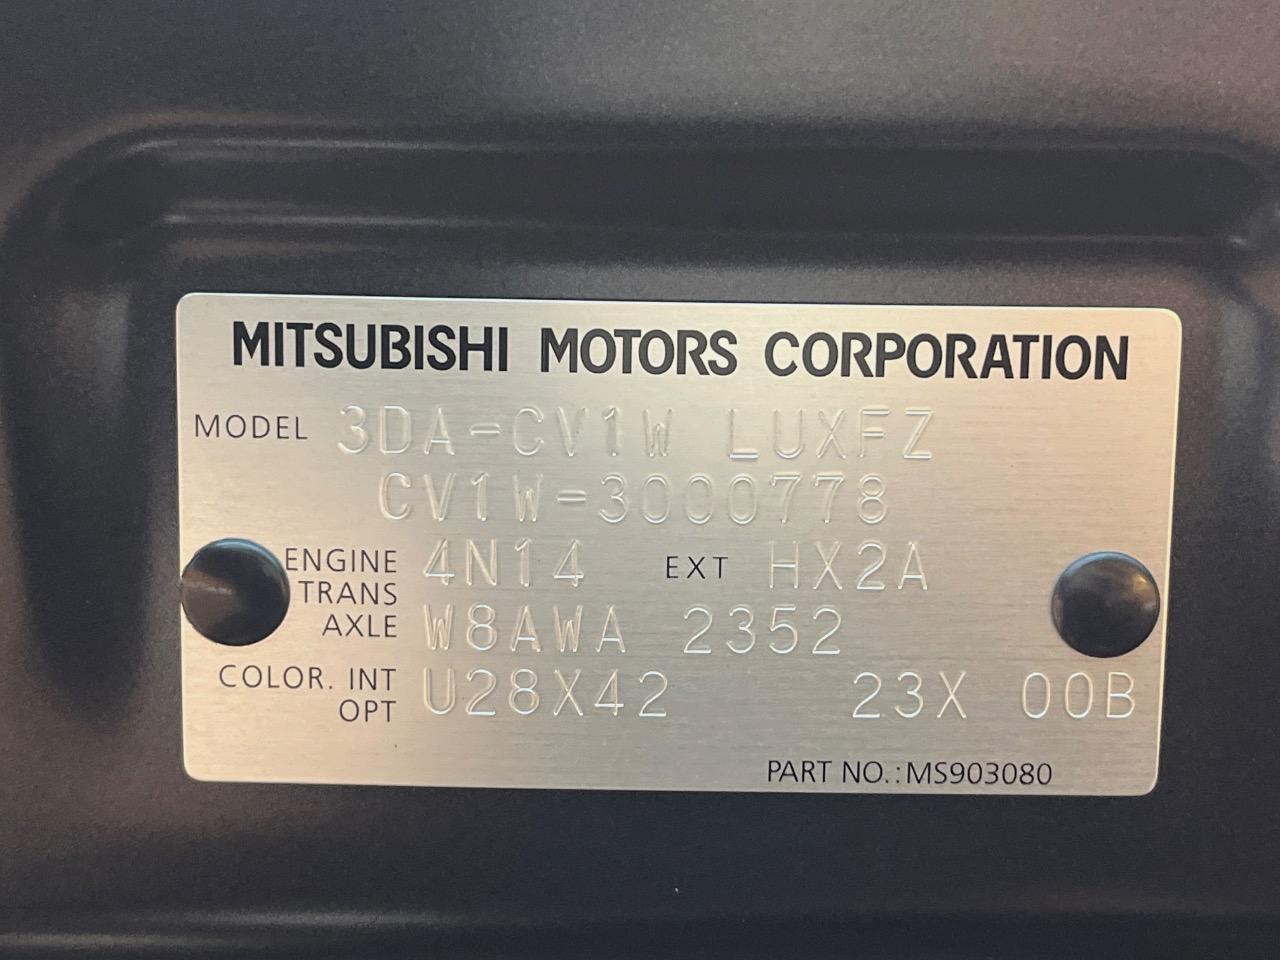 MITSUBISHI MOTORS CORPORATION
MODEL 3DA-CV1W LUXFZ
CV1W-3000778
ENGINE 4N14 EXT HX2A
TRANS
AXLE W8AWA 2352
COLOR. INT
OPT U28X42 23X 00B
PART NO.:MS903080